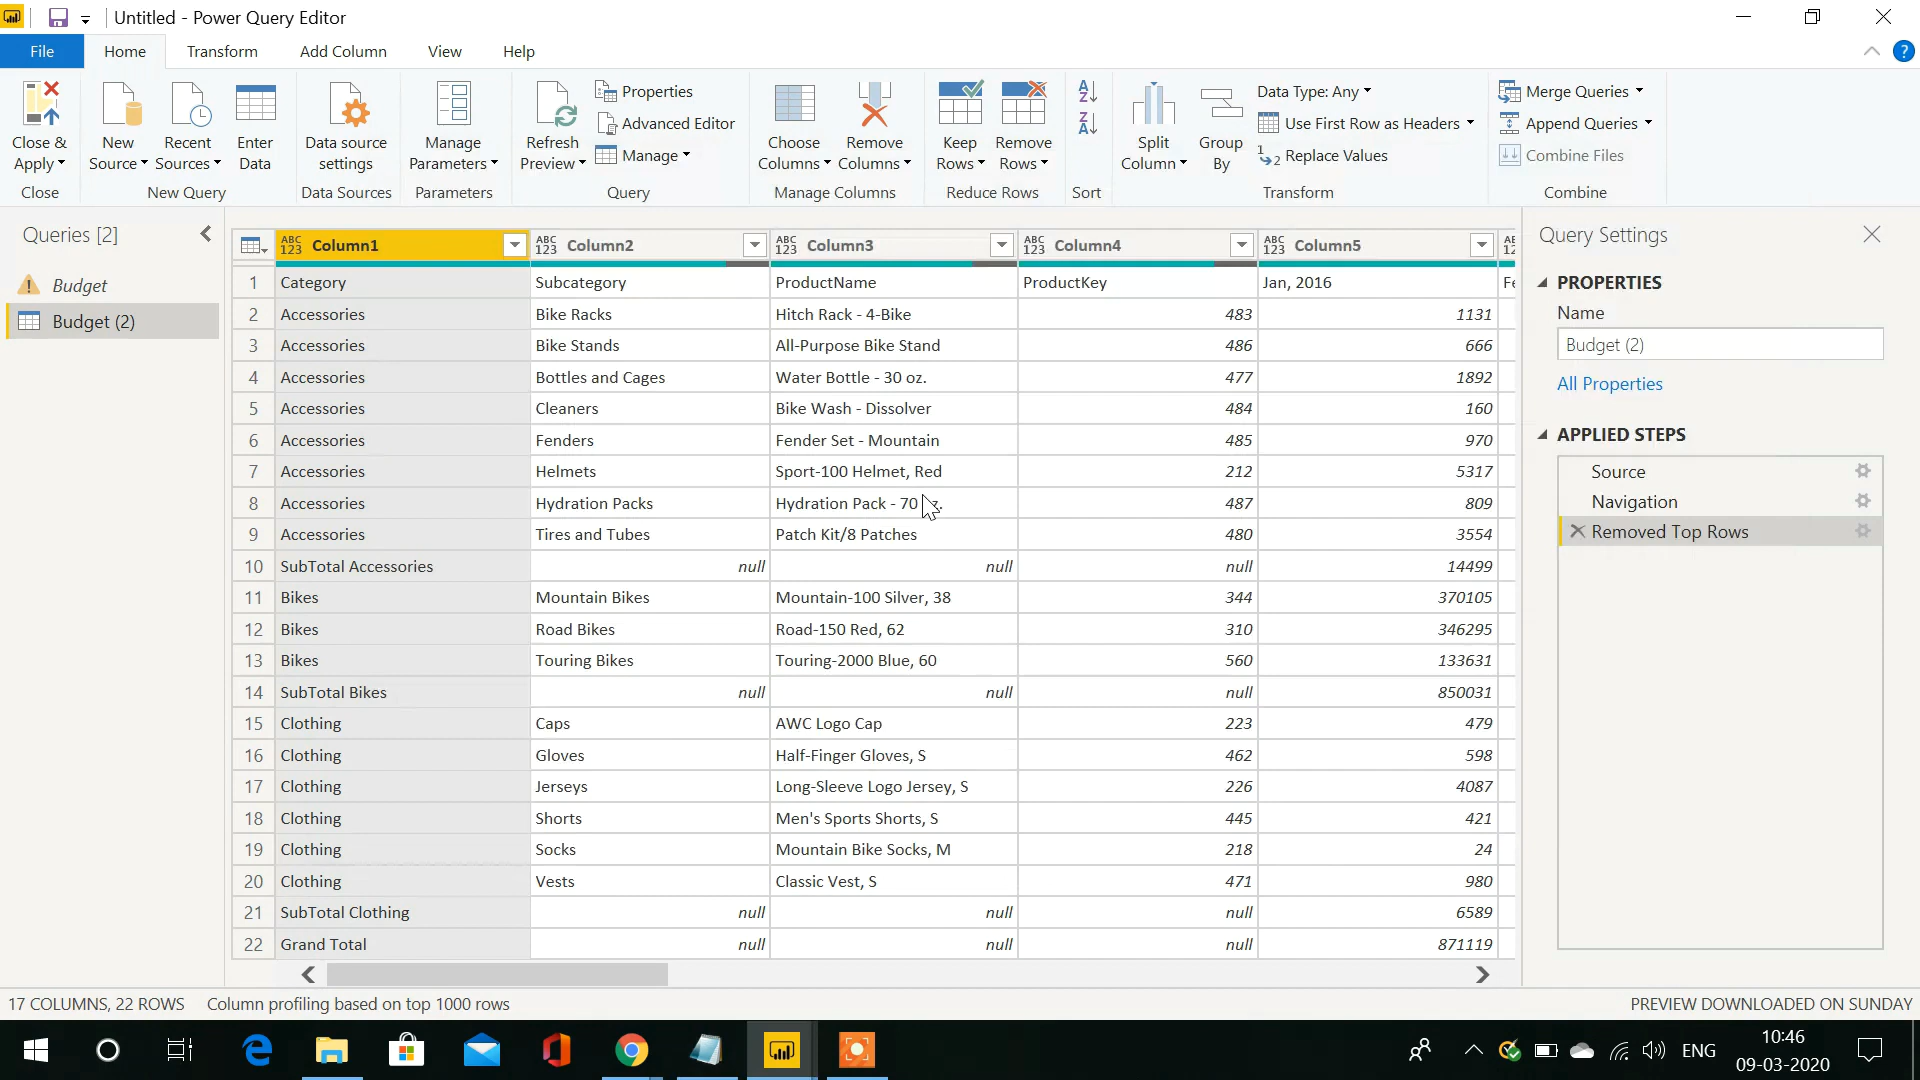 Untitled - Power Query Editor
File Home Transform Add Column View Help
Close & Apply
Close
New Source
Recent Sources
Enter Data
New Query
Data source settings
Data Sources
Manage Parameters
Parameters
Refresh Preview
Properties
Advanced Editor
Manage
Query
Choose Columns
Remove Columns
Manage Columns
Keep Rows
Remove Rows
Reduce Rows
Sort
Split Column
Group By
Data Type: Any
Use First Row as Headers
Replace Values
Transform
Merge Queries
Append Queries
Combine Files
Combine
Queries [2]
Budget
Budget (2)
ABC 123 Column1 ABC 123 Column2 ABC 123 Column3 ABC 123 Column4 ABC 123 Column5
1 Category Subcategory ProductName ProductKey Jan, 2016
2 Accessories Bike Racks Hitch Rack - 4-Bike 483 1131
3 Accessories Bike Stands All-Purpose Bike Stand 486 666
4 Accessories Bottles and Cages Water Bottle - 30 oz. 477 1892
5 Accessories Cleaners Bike Wash - Dissolver 484 160
6 Accessories Fenders Fender Set - Mountain 485 970
7 Accessories Helmets Sport-100 Helmet, Red 212 5317
8 Accessories Hydration Packs Hydration Pack - 70 487 809
9 Accessories Tires and Tubes Patch Kit/8 Patches 480 3554
10 SubTotal Accessories null null null 14499
11 Bikes Mountain Bikes Mountain-100 Silver, 38 344 370105
12 Bikes Road Bikes Road-150 Red, 62 310 346295
13 Bikes Touring Bikes Touring-2000 Blue, 60 560 133631
14 SubTotal Bikes null null null 850031
15 Clothing Caps AWC Logo Cap 223 479
16 Clothing Gloves Half-Finger Gloves, S 462 598
17 Clothing Jerseys Long-Sleeve Logo Jersey, S 226 4087
18 Clothing Shorts Men's Sports Shorts, S 445 421
19 Clothing Socks Mountain Bike Socks, M 218 24
20 Clothing Vests Classic Vest, S 471 980
21 SubTotal Clothing null null null 6589
22 Grand Total null null null 871119
Query Settings
PROPERTIES
Name
Budget (2)
All Properties
APPLIED STEPS
Source
Navigation
Removed Top Rows
17 COLUMNS, 22 ROWS Column profiling based on top 1000 rows
PREVIEW DOWNLOADED ON SUNDAY
ENG
10:46
09-03-2020